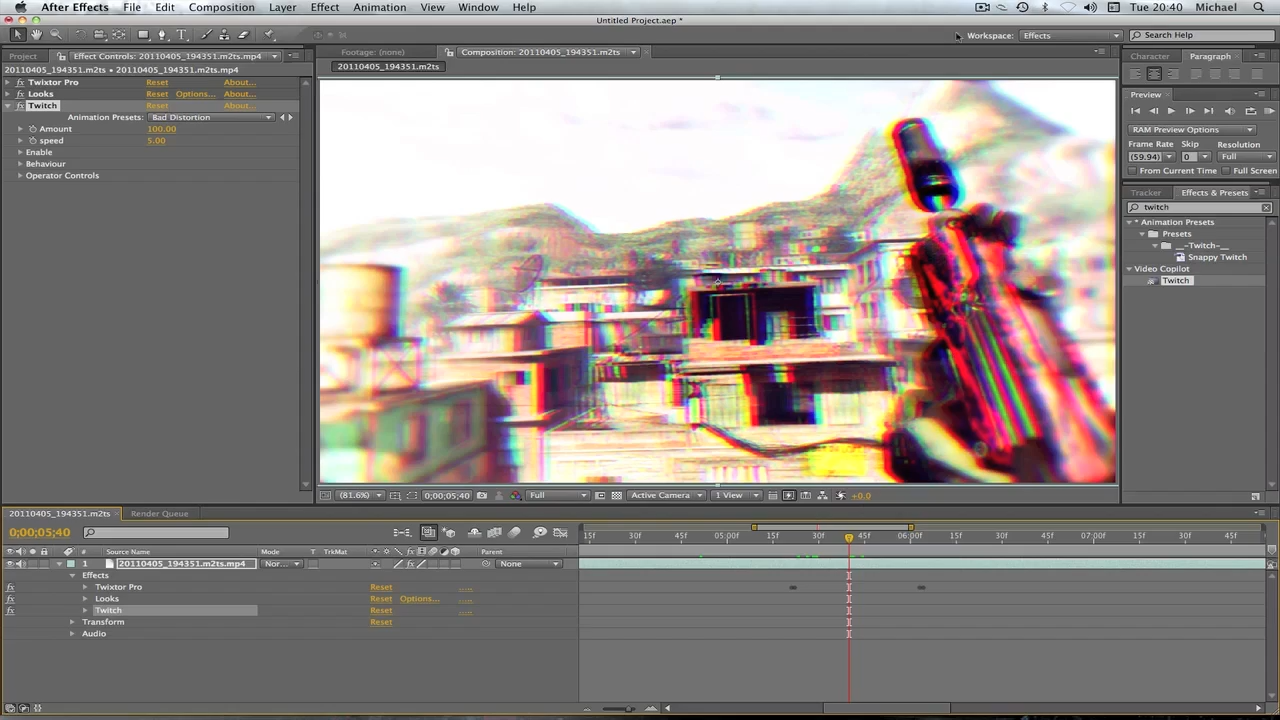 After Effects File Edit Composition Layer Effect Animation View Window Help Tue 20:40 Michael
Untitled Project.aep *
Workspace: Effects Search Help
Project Effect Controls: 20110405_194351.m2ts.mp4
20110405_194351.m2ts • 20110405_194351.m2ts.mp4
Twixtor Pro Reset About...
Looks Reset Options... About...
Twitch Reset About...
Animation Presets: Bad Distortion
Amount 100.00
speed 5.00
Enable
Behaviour
Operator Controls
Footage: (none) Composition: 20110405_194351.m2ts
20110405_194351.m2ts
(81.6%) 0;00;05;40 Full Active Camera 1 View +0.0
Character Paragraph
Preview
RAM Preview Options
Frame Rate Skip Resolution
(59.94) 0 Full
From Current Time Full Screen
Tracker Effects & Presets
twitch
* Animation Presets
Presets
__-Twitch-__
Snappy Twitch
Video Copilot
Twitch
20110405_194351.m2ts Render Queue
0;00;05;40
15f 30f 45f 05:00f 15f 30f 45f 06:00f 15f 30f 45f 07:00f 15f 30f 45f
# Source Name Mode T TrkMat Parent
1 20110405_194351.m2ts.mp4 Nor... None
Effects
Twixtor Pro Reset
Looks Reset Options...
Twitch Reset
Transform Reset
Audio